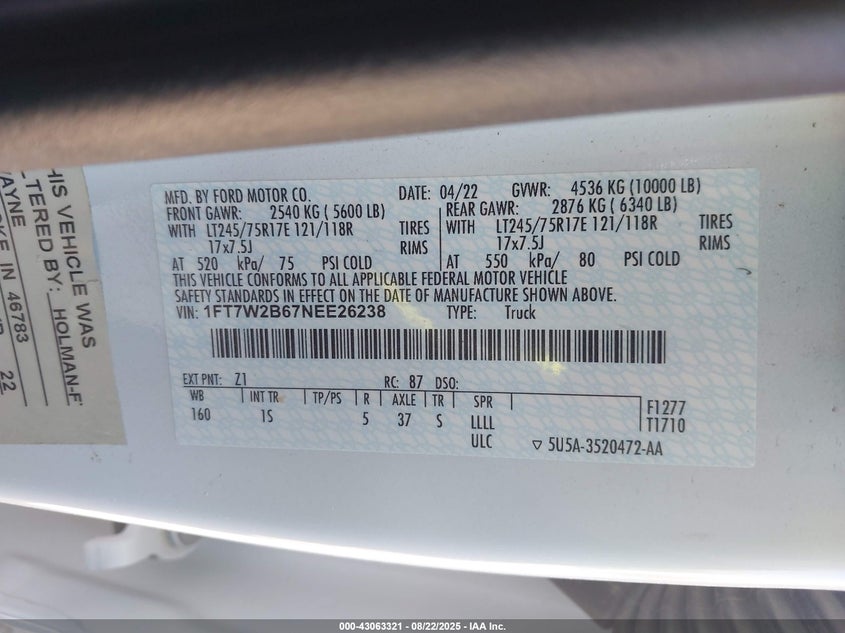 MFD. BY FORD MOTOR CO. DATE: 04/22 GVWR: 4536 KG (10000 LB)
FRONT GAWR: 2540 KG ( 5600 LB) REAR GAWR: 2876 KG ( 6340 LB)
WITH LT245/75R17E 121/118R TIRES WITH LT245/75R17E 121/118R TIRES
17x7.5J RIMS 17x7.5J RIMS
AT 520 kPa/ 75 PSI COLD AT 550 kPa/ 80 PSI COLD
THIS VEHICLE CONFORMS TO ALL APPLICABLE FEDERAL MOTOR VEHICLE
SAFETY STANDARDS IN EFFECT ON THE DATE OF MANUFACTURE SHOWN ABOVE.
VIN: 1FT7W2B67NEE26238 TYPE: Truck
EXT PNT: Z1 RC: 87 DSO:
WB INT TR TP/PS R AXLE TR SPR F1277
160 1S 5 37 S LLLL T1710
ULC ▽ 5U5A-3520472-AA
HIS VEHICLE WAS
LTERED BY: HOLMAN-F
WAYNE
OKE IN 46783
22
000-43063321 - 08/22/2025 - IAA Inc.